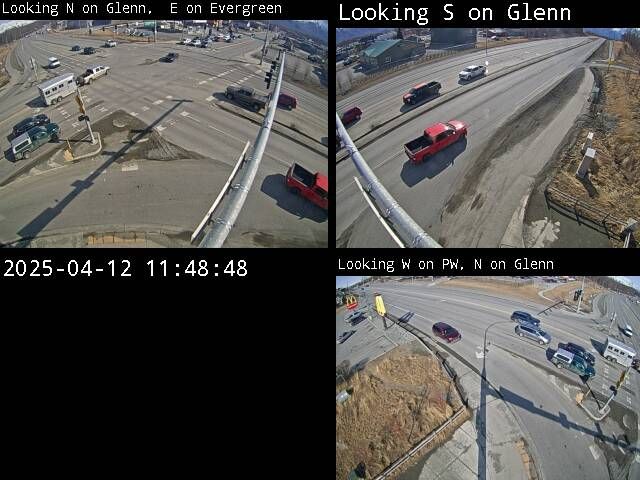 Looking N on Glenn,  E on Evergreen
Looking S on Glenn
2025-04-12 11:48:48
Looking W on PW, N on Glenn